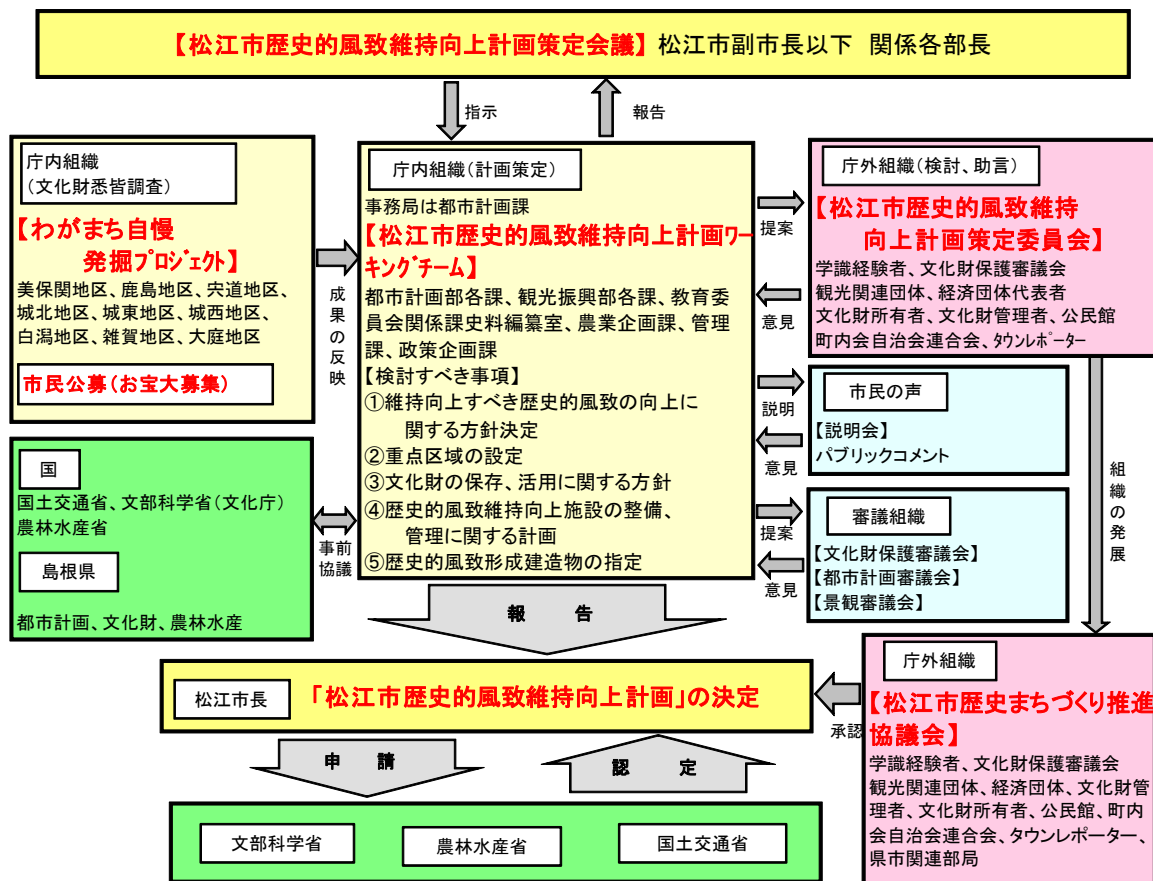 【松江市歴史的風致維持向上計画策定会議】 松江市副市長以下 関係各部長
指示
報告
庁内組織
(文化財悉皆調査)
【わがまち自慢
発掘プロジェクト】
美保関地区、鹿島地区、宍道地区、
城北地区、城東地区、城西地区、
白潟地区、雑賀地区、大庭地区
市民公募(お宝大募集)
成果の反映
国
国土交通省、文部科学省(文化庁)
農林水産省
島根県
都市計画、文化財、農林水産
事前
協議
庁内組織(計画策定)
事務局は都市計画課
【松江市歴史的風致維持向上計画ワー
キングチーム】
都市計画部各課、観光振興部各課、教育委
員会関係課史料編纂室、農業企画課、管理
課、政策企画課
【検討すべき事項】
①維持向上すべき歴史的風致の向上に
関する方針決定
②重点区域の設定
③文化財の保存、活用に関する方針
④歴史的風致維持向上施設の整備、
管理に関する計画
⑤歴史的風致形成建造物の指定
提案
意見
説明
意見
提案
意見
庁外組織(検討、助言)
【松江市歴史的風致維持
向上計画策定委員会】
学識経験者、文化財保護審議会
観光関連団体、経済団体代表者
文化財所有者、文化財管理者、公民館
町内会自治会連合会、タウンレポーター
市民の声
【説明会】
パブリックコメント
審議組織
【文化財保護審議会】
【都市計画審議会】
【景観審議会】
組織の発展
報 告
松江市長
「松江市歴史的風致維持向上計画」の決定
承認
庁外組織
【松江市歴史まちづくり推進
協議会】
学識経験者、文化財保護審議会
観光関連団体、経済団体、文化財管
理者、文化財所有者、公民館、町内
会自治会連合会、タウンレポーター、
県市関連部局
申 請
認 定
文部科学省
農林水産省
国土交通省